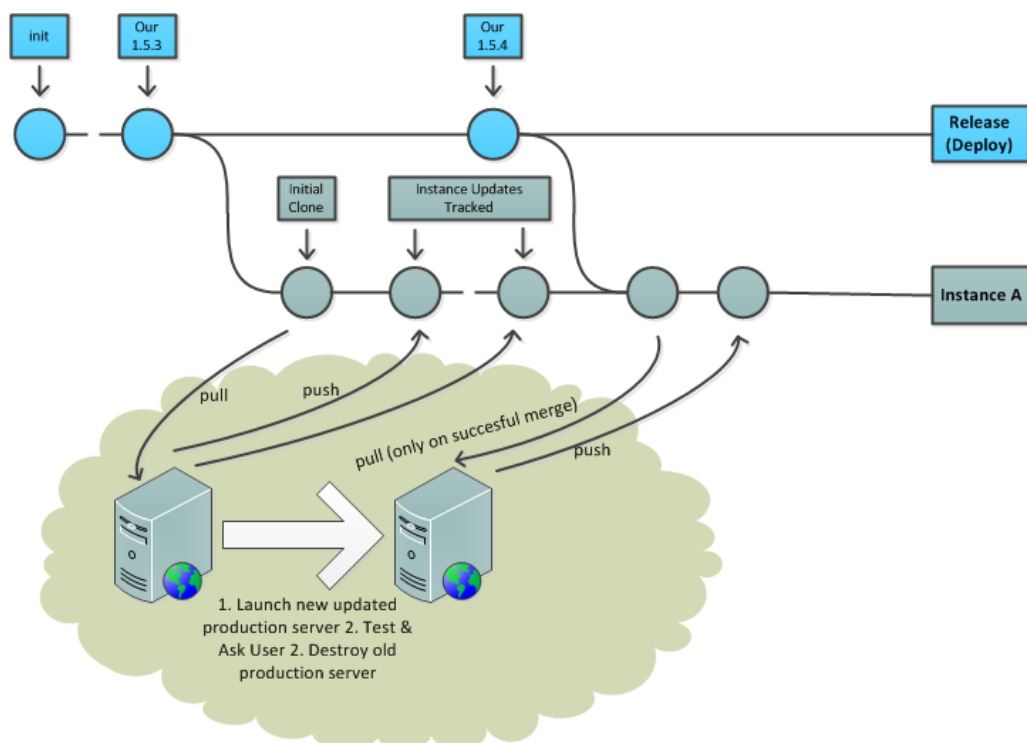 init
Our
1.5.3
Our
1.5.4
Release
(Deploy)
Initial
Clone
Instance Updates
Tracked
Instance A
pull
push
pull (only on succesful merge)
push
1. Launch new updated
production server 2. Test &
Ask User 2. Destroy old
production server